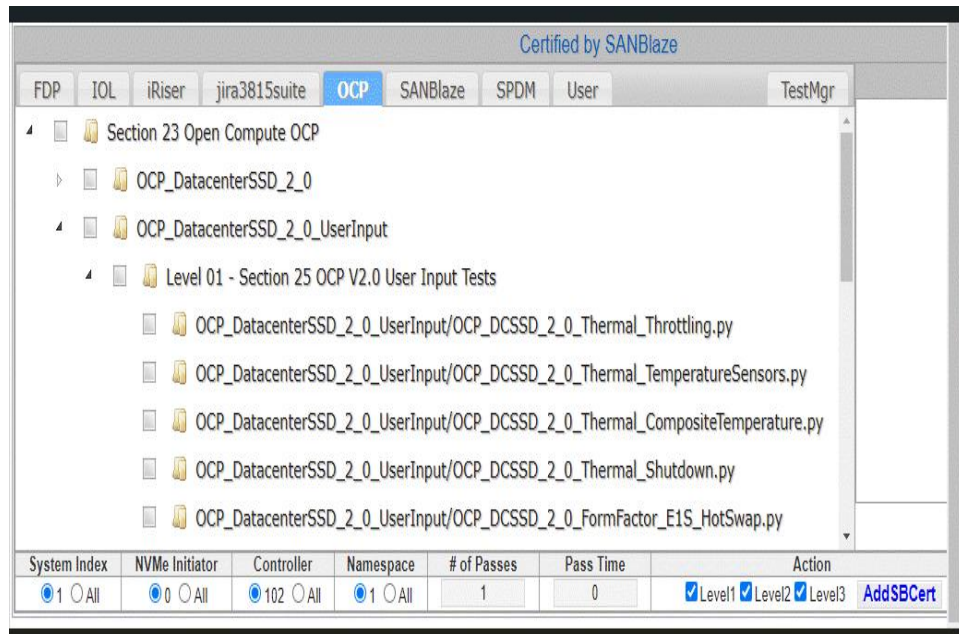 Certified by SANBlaze
FDP IOL iRiser jira3815suite OCP SANBlaze SPDM User TestMgr
Section 23 Open Compute OCP
OCP_DatacenterSSD_2_0
OCP_DatacenterSSD_2_0_UserInput
Level 01 - Section 25 OCP V2.0 User Input Tests
OCP_DatacenterSSD_2_0_UserInput/OCP_DCSSD_2_0_Thermal_Throttling.py
OCP_DatacenterSSD_2_0_UserInput/OCP_DCSSD_2_0_Thermal_TemperatureSensors.py
OCP_DatacenterSSD_2_0_UserInput/OCP_DCSSD_2_0_Thermal_CompositeTemperature.py
OCP_DatacenterSSD_2_0_UserInput/OCP_DCSSD_2_0_Thermal_Shutdown.py
OCP_DatacenterSSD_2_0_UserInput/OCP_DCSSD_2_0_FormFactor_E1S_HotSwap.py
System Index NVMe Initiator Controller Namespace # of Passes Pass Time Action
1 All 0 All 102 All 1 All 1 0 Level1 Level2 Level3 AddSBCert